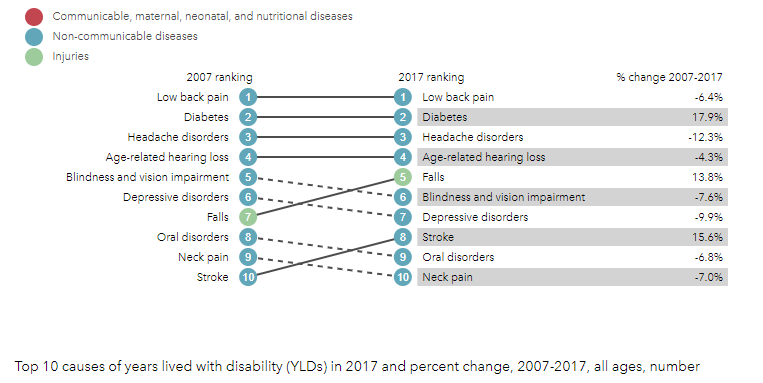 Communicable, maternal, neonatal, and nutritional diseases
Non-communicable diseases
Injuries
2007 ranking 2017 ranking % change 2007-2017
Low back pain 1 1 Low back pain -6.4%
Diabetes 2 2 Diabetes 17.9%
Headache disorders 3 3 Headache disorders -12.3%
Age-related hearing loss 4 4 Age-related hearing loss -4.3%
Blindness and vision impairment 5 5 Falls 13.8%
Depressive disorders 6 6 Blindness and vision impairment -7.6%
Falls 7 7 Depressive disorders -9.9%
Oral disorders 8 8 Stroke 15.6%
Neck pain 9 9 Oral disorders -6.8%
Stroke 10 10 Neck pain -7.0%
Top 10 causes of years lived with disability (YLDs) in 2017 and percent change, 2007-2017, all ages, number